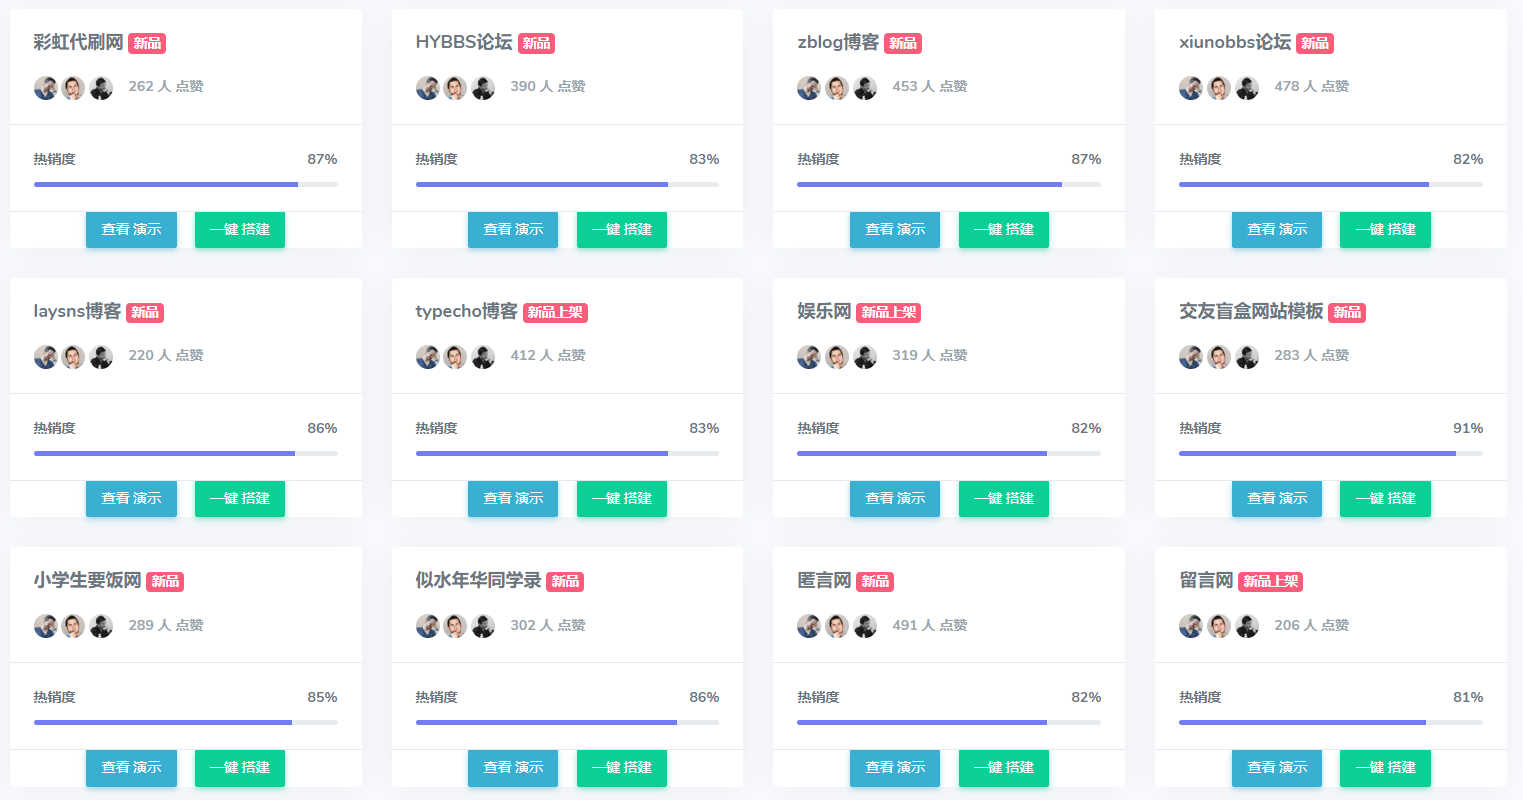 彩虹代刷网 新品
262 人 点赞
热销度 87%
查看 演示 一键 搭建
HYBBS论坛 新品
390 人 点赞
热销度 83%
查看 演示 一键 搭建
zblog博客 新品
453 人 点赞
热销度 87%
查看 演示 一键 搭建
xiunobbs论坛 新品
478 人 点赞
热销度 82%
查看 演示 一键 搭建
laysns博客 新品
220 人 点赞
热销度 86%
查看 演示 一键 搭建
typecho博客 新品上架
412 人 点赞
热销度 83%
查看 演示 一键 搭建
娱乐网 新品上架
319 人 点赞
热销度 82%
查看 演示 一键 搭建
交友盲盒网站模板 新品
283 人 点赞
热销度 91%
查看 演示 一键 搭建
小学生要饭网 新品
289 人 点赞
热销度 85%
查看 演示 一键 搭建
似水年华同学录 新品
302 人 点赞
热销度 86%
查看 演示 一键 搭建
匿言网 新品
491 人 点赞
热销度 82%
查看 演示 一键 搭建
留言网 新品上架
206 人 点赞
热销度 81%
查看 演示 一键 搭建